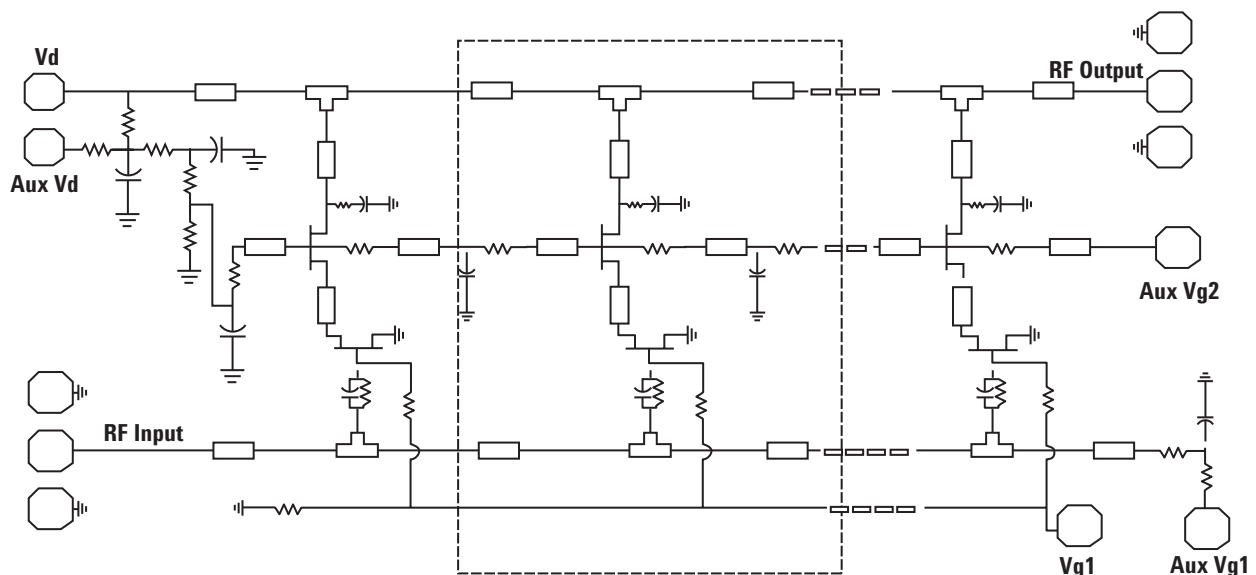 Vd
RF Output
Aux Vd
Aux Vg2
RF Input
Vg1
Aux Vg1